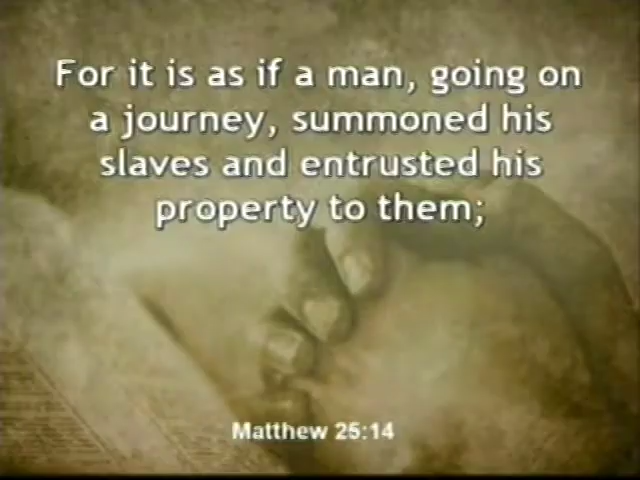 For it is as if a man, going on
a journey, summoned his
slaves and entrusted his
property to them;
Matthew 25:14